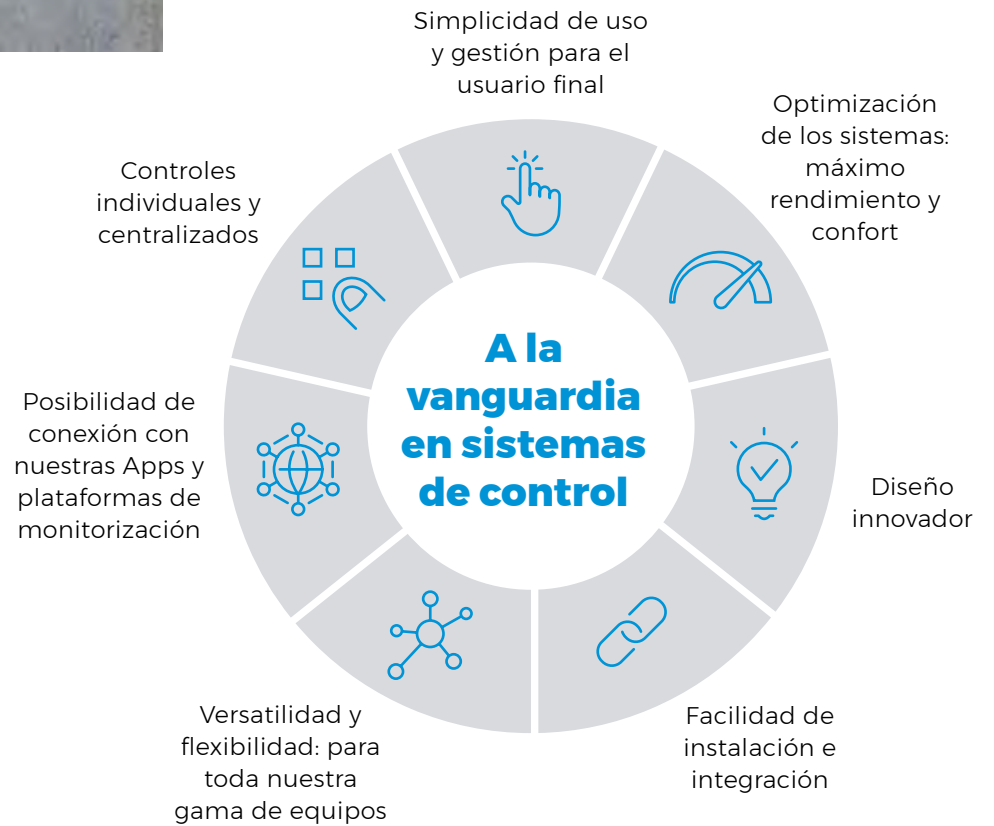 Simplicidad de uso
y gestión para el
usuario final
Optimización
de los sistemas:
máximo
rendimiento y
confort
Diseño
innovador
Facilidad de
instalación e
integración
Versatilidad y
flexibilidad: para
toda nuestra
gama de equipos
Posibilidad de
conexión con
nuestras Apps y
plataformas de
monitorización
Controles
individuales y
centralizados
A la
vanguardia
en sistemas
de control